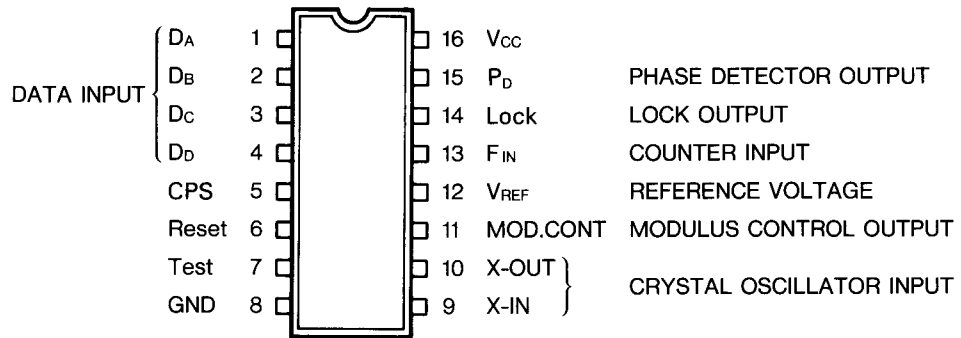 DA 1 16 VCC
DB 2 15 PD PHASE DETECTOR OUTPUT
DATA INPUT
DC 3 14 Lock LOCK OUTPUT
DD 4 13 FIN COUNTER INPUT
CPS 5 12 VREF REFERENCE VOLTAGE
Reset 6 11 MOD.CONT MODULUS CONTROL OUTPUT
Test 7 10 X-OUT
CRYSTAL OSCILLATOR INPUT
GND 8 9 X-IN